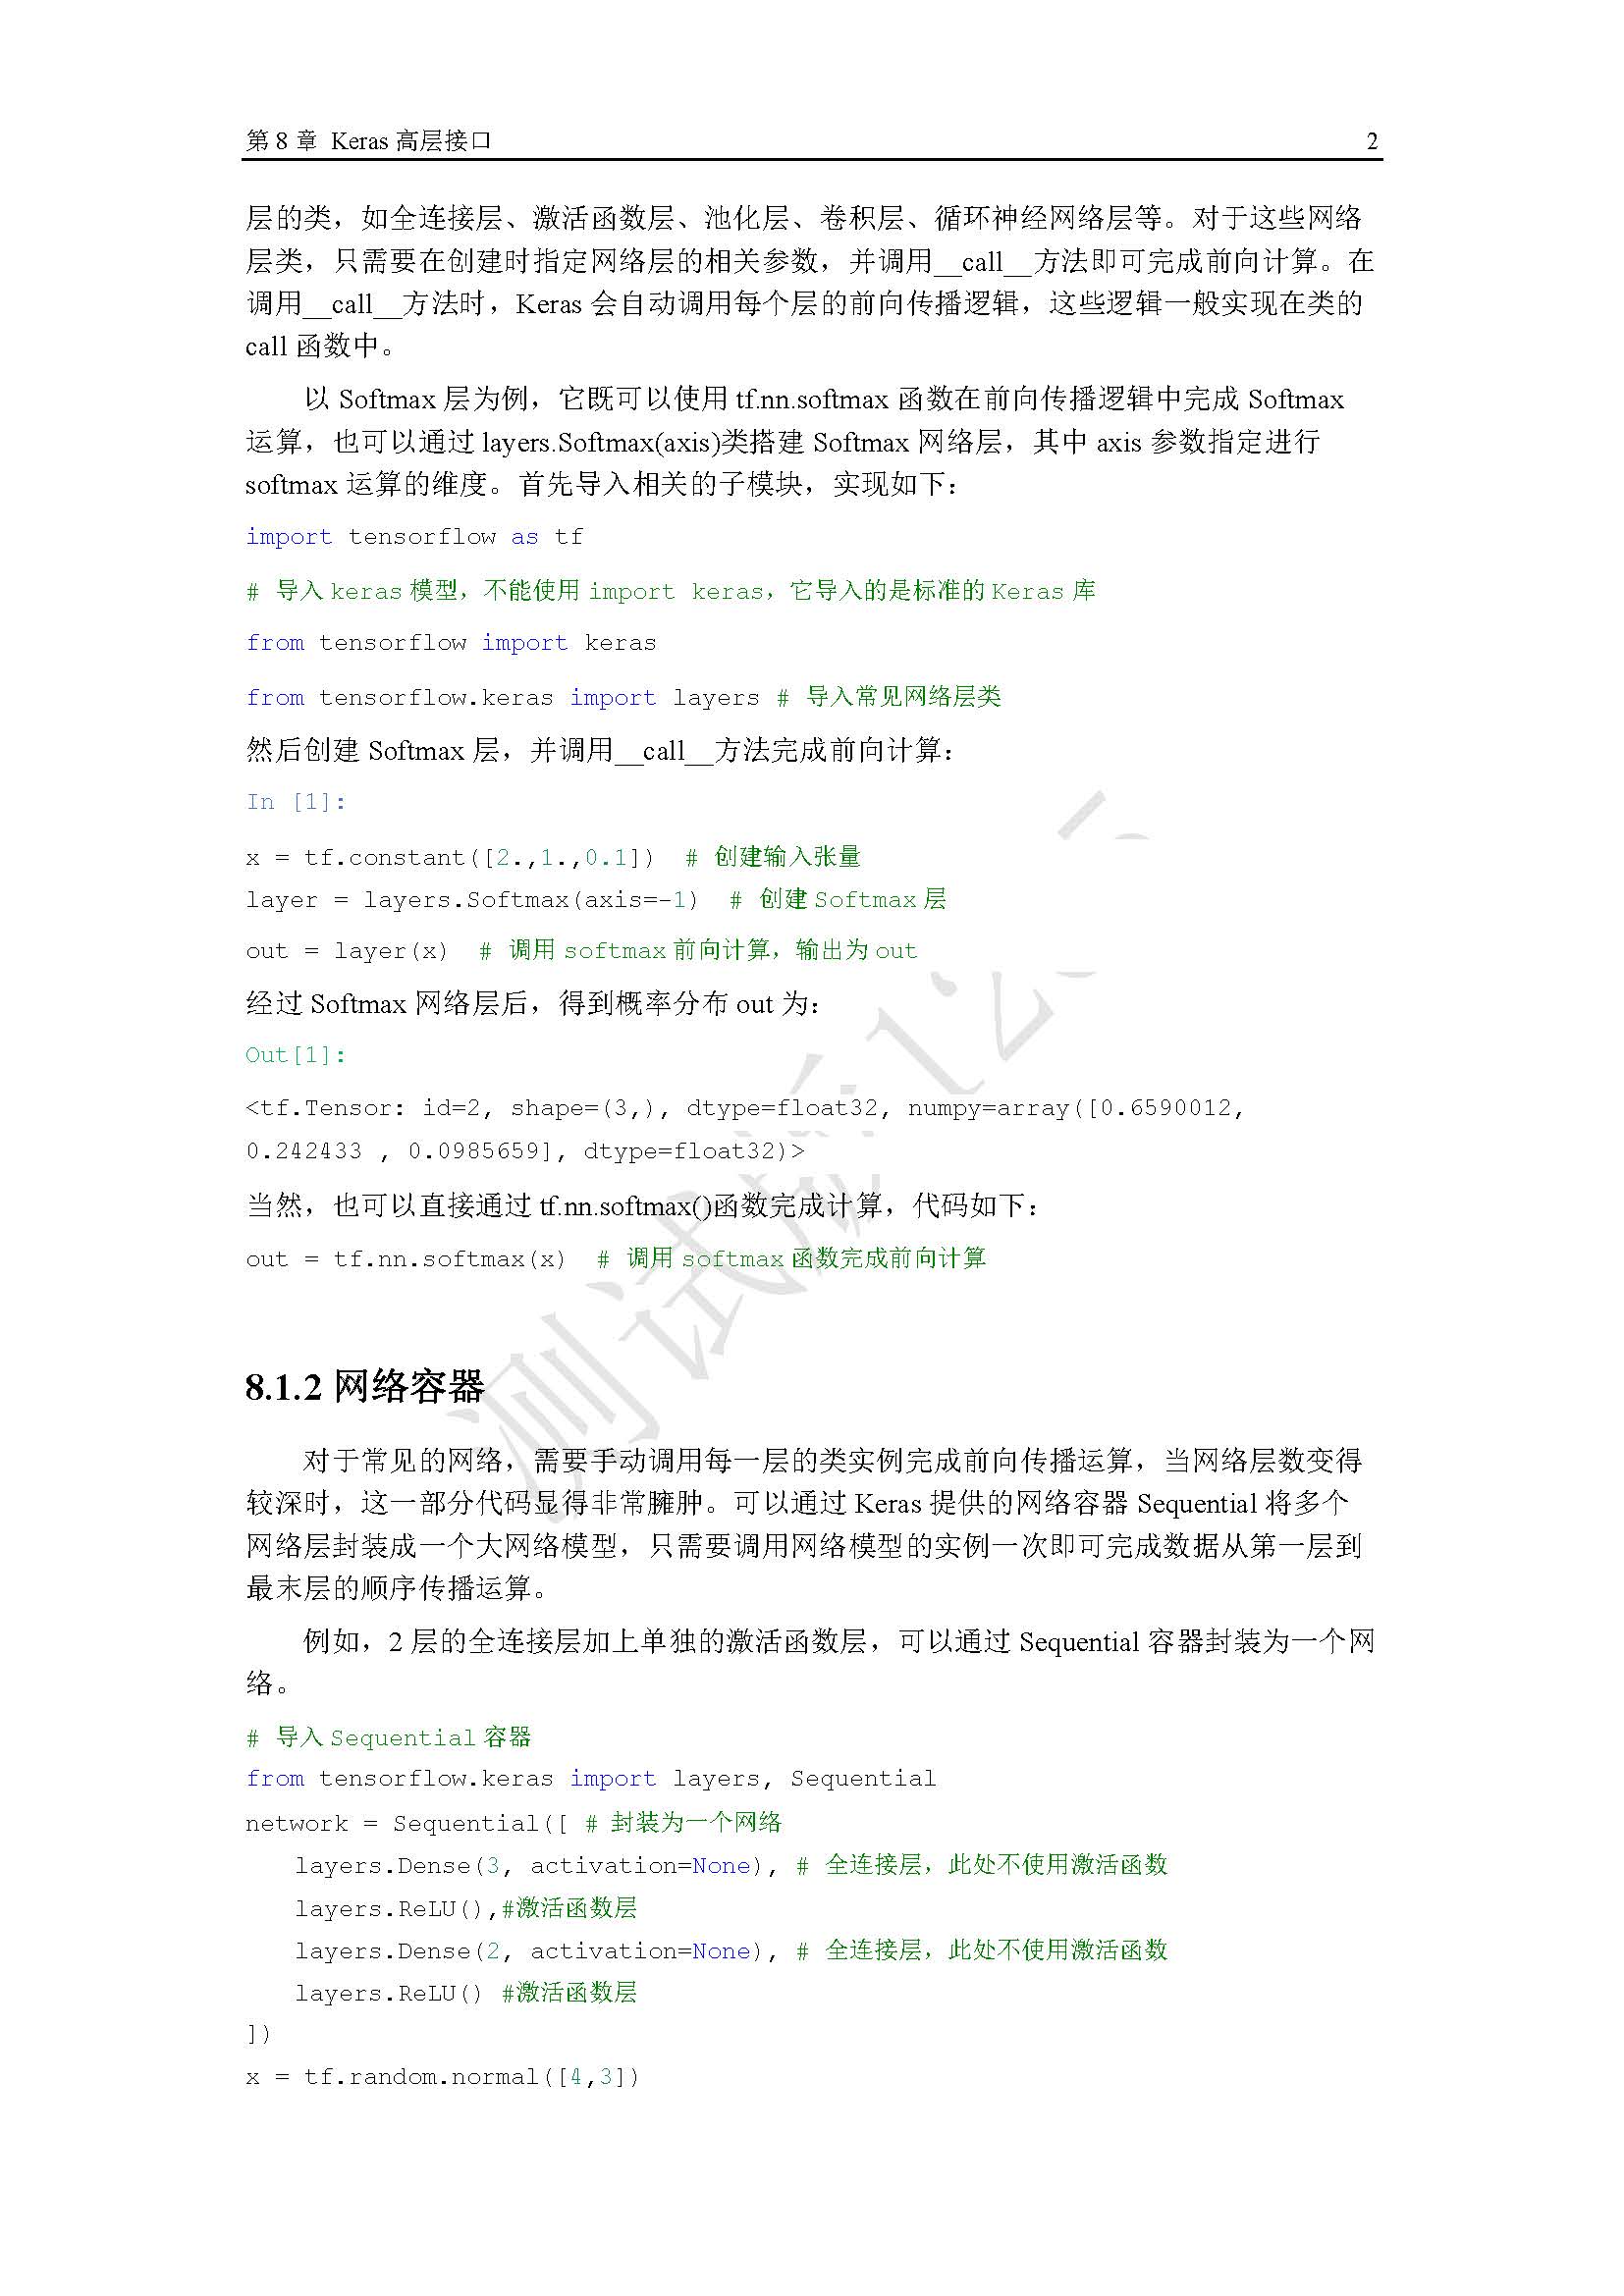 第 8 章  Keras 高层接口 2
层的类，如全连接层、激活函数层、池化层、卷积层、循环神经网络层等。对于这些网络
层类，只需要在创建时指定网络层的相关参数，并调用__call__方法即可完成前向计算。在
调用__call__方法时，Keras 会自动调用每个层的前向传播逻辑，这些逻辑一般实现在类的
call 函数中。
以 Softmax 层为例，它既可以使用 tf.nn.softmax 函数在前向传播逻辑中完成 Softmax
运算，也可以通过 layers.Softmax(axis)类搭建 Softmax 网络层，其中 axis 参数指定进行
softmax 运算的维度。首先导入相关的子模块，实现如下：
import tensorflow as tf
# 导入 keras 模型，不能使用 import keras，它导入的是标准的 Keras 库
from tensorflow import keras
from tensorflow.keras import layers # 导入常见网络层类
然后创建 Softmax 层，并调用__call__方法完成前向计算：
In [1]:
x = tf.constant([2.,1.,0.1])  # 创建输入张量
layer = layers.Softmax(axis=-1)  # 创建 Softmax 层
out = layer(x)  # 调用 softmax 前向计算，输出为 out
经过 Softmax 网络层后，得到概率分布 out 为：
Out[1]:
<tf.Tensor: id=2, shape=(3,), dtype=float32, numpy=array([0.6590012,
0.242433 , 0.0985659], dtype=float32)>
当然，也可以直接通过 tf.nn.softmax()函数完成计算，代码如下：
out = tf.nn.softmax(x)  # 调用 softmax 函数完成前向计算
8.1.2 网络容器
对于常见的网络，需要手动调用每一层的类实例完成前向传播运算，当网络层数变得
较深时，这一部分代码显得非常臃肿。可以通过 Keras 提供的网络容器 Sequential 将多个
网络层封装成一个大网络模型，只需要调用网络模型的实例一次即可完成数据从第一层到
最末层的顺序传播运算。
例如，2 层的全连接层加上单独的激活函数层，可以通过 Sequential 容器封装为一个网
络。
# 导入 Sequential 容器
from tensorflow.keras import layers, Sequential
network = Sequential([ # 封装为一个网络
layers.Dense(3, activation=None), # 全连接层，此处不使用激活函数
layers.ReLU(),#激活函数层
layers.Dense(2, activation=None), # 全连接层，此处不使用激活函数
layers.ReLU() #激活函数层
])
x = tf.random.normal([4,3])